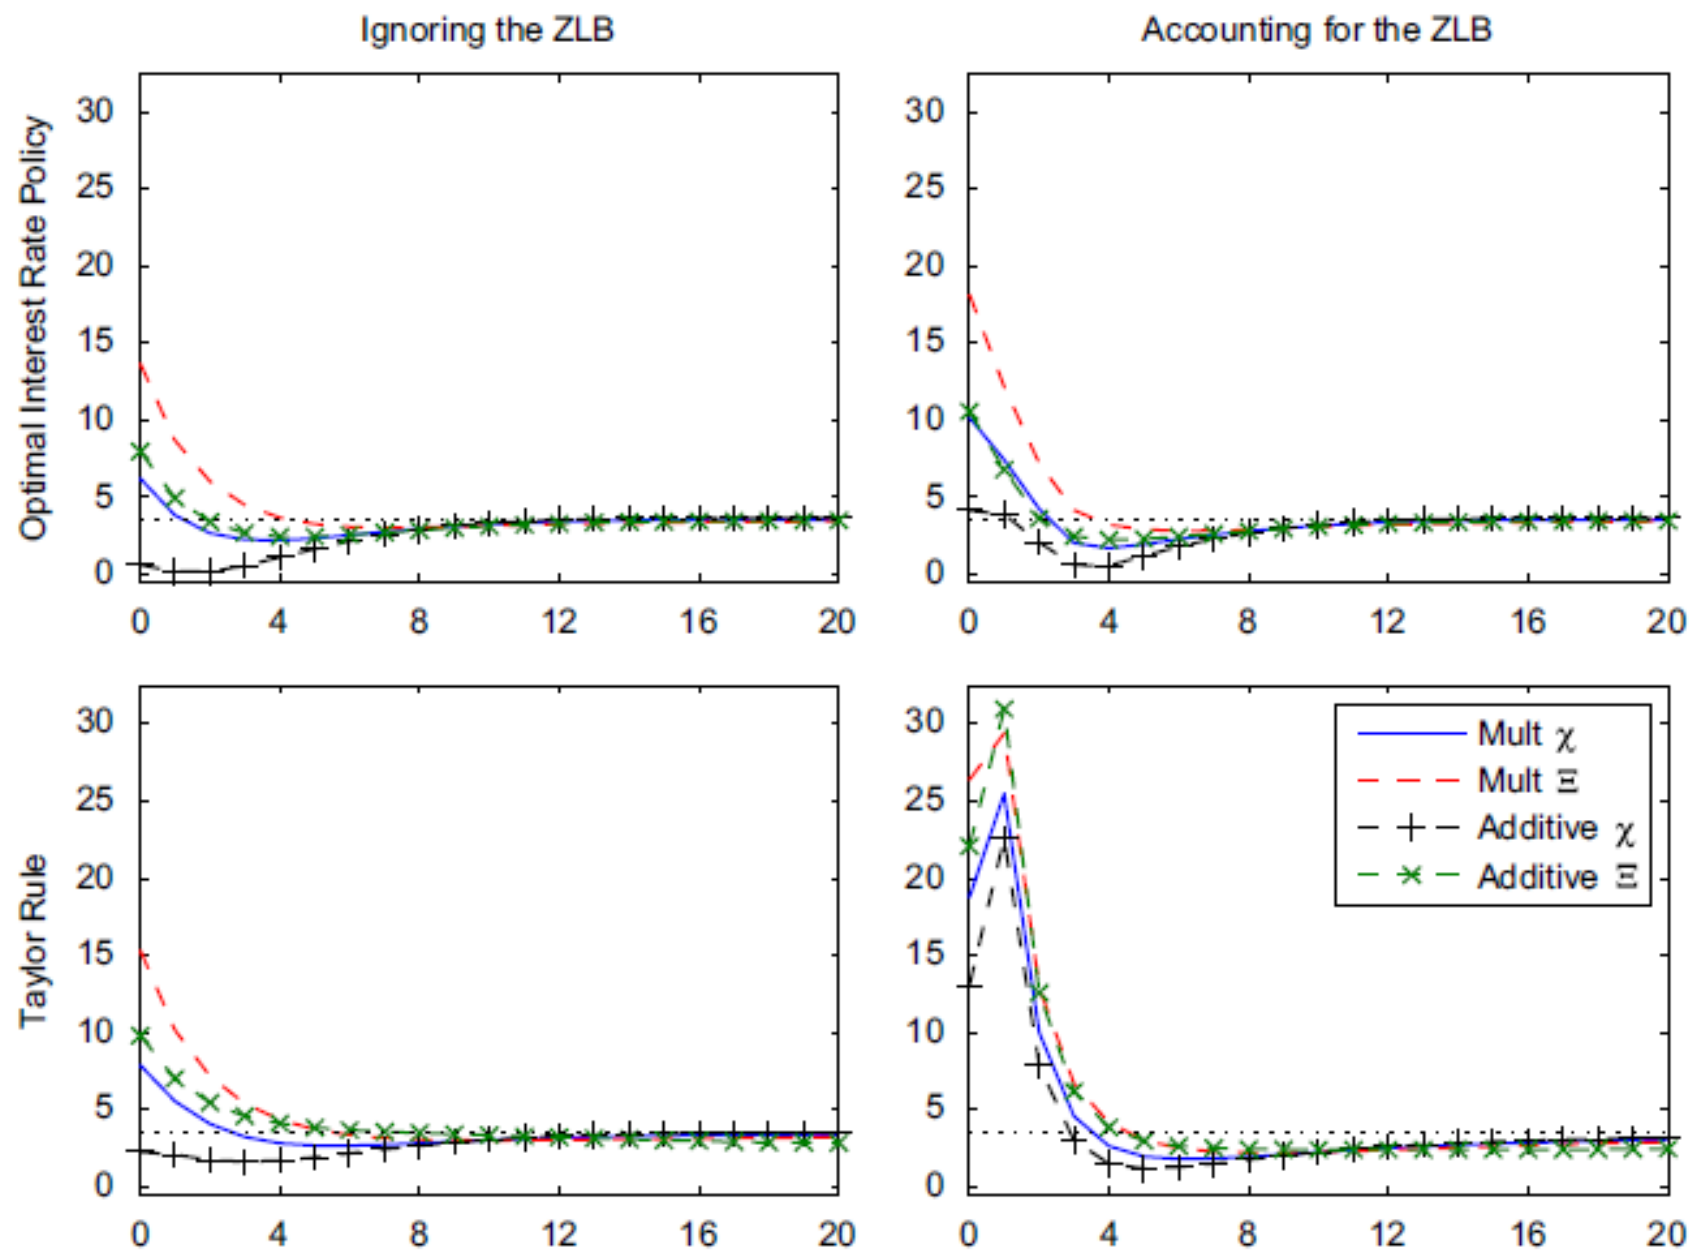 Ignoring the ZLB
Accounting for the ZLB
Optimal Interest Rate Policy
30
25
20
15
10
5
0
0 4 8 12 16 20
30
25
20
15
10
5
0
0 4 8 12 16 20
Taylor Rule
30
25
20
15
10
5
0
0 4 8 12 16 20
30
25
20
15
10
5
0
0 4 8 12 16 20
Mult χ
Mult Ξ
Additive χ
Additive Ξ